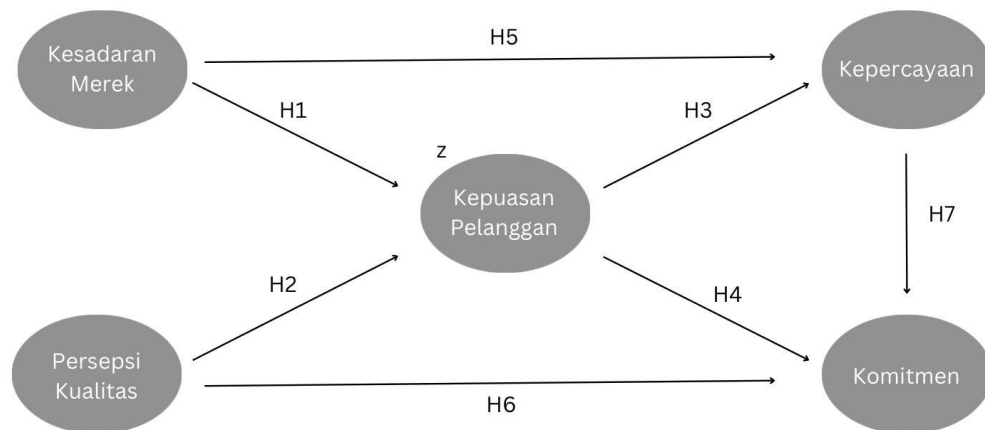 Kesadaran
Merek
H5
Kepercayaan
H1
H3
z
Kepuasan
Pelanggan
H7
H2
H4
Persepsi
Kualitas
Komitmen
H6